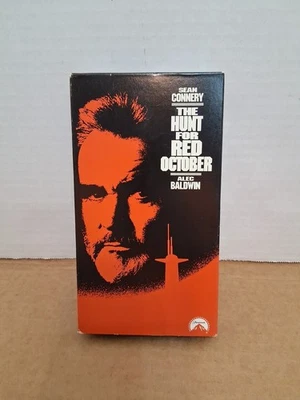 SEAN
CONNERY
THE
HUNT
FOR
RED
OCTOBER
ALEC
BALDWIN